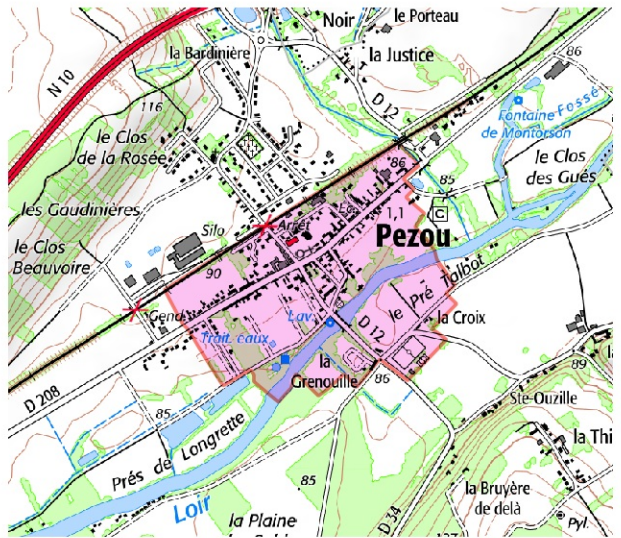 Noir
le Porteau
la Bardinière
la Justice
86
N 10
D 12
116
Fossé
Fontaine
de Montorson
le Clos
de la Rosée
86
85
le Clos
des Gués
les Gaudinières
Silo
Arrêt
1,1
C
Pezou
le Clos
Beauvoire
90
Talbot
Gend.
Lav.
le Pré
Trait. eaux
D 12
la Croix
la
Grenouille
86
89
D 208
85
Ste-Ouzille
Prés de Longrette
la Thi
85
la Bruyère
de delà
Loir
la Plaine
D 34
Pyl.